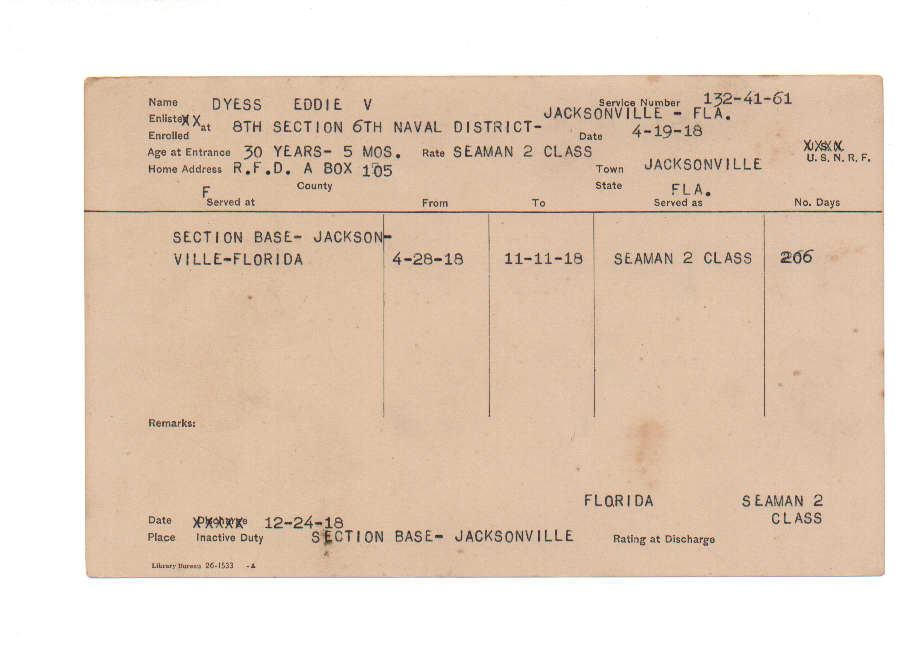 Name DYESS EDDIE V Service Number 132-41-61
Enlisted XX at JACKSONVILLE - FLA.
Enrolled 8TH SECTION 6TH NAVAL DISTRICT- Date 4-19-18
Age at Entrance 30 YEARS- 5 MOS. Rate SEAMAN 2 CLASS U.S.N.R.F.
Home Address R.F.D. A BOX 105 Town JACKSONVILLE
F County State FLA.
Served at From To Served as No. Days
SECTION BASE- JACKSON-
VILLE-FLORIDA 4-28-18 11-11-18 SEAMAN 2 CLASS 206
Remarks:
FLORIDA SEAMAN 2
Date Discharge XXXXX 12-24-18 CLASS
Place Inactive Duty SECTION BASE- JACKSONVILLE Rating at Discharge
Library Bureau 26-1533 -A